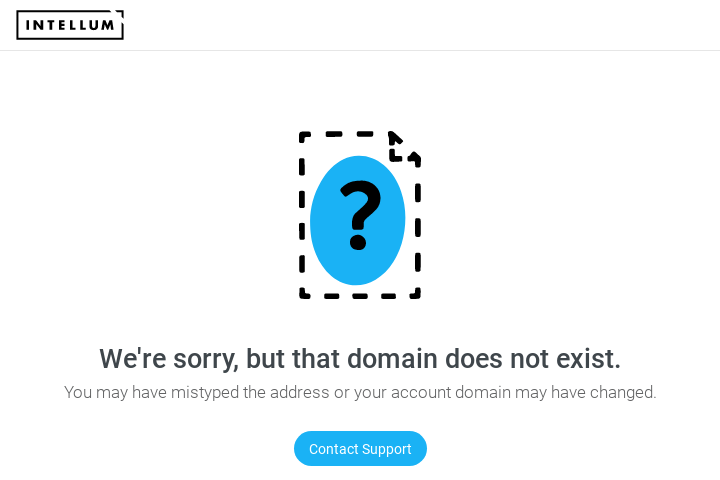 INTELLUM
?
We're sorry, but that domain does not exist.
You may have mistyped the address or your account domain may have changed.
Contact Support